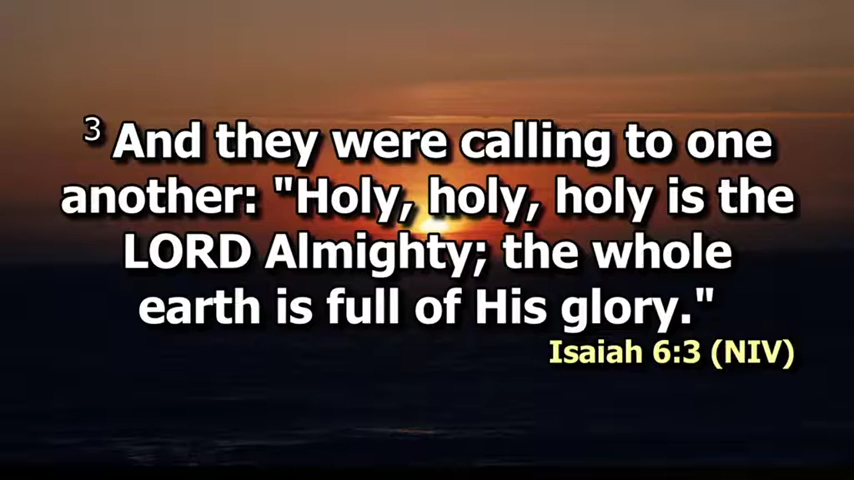 ³ And they were calling to one
another: "Holy, holy, holy is the
LORD Almighty; the whole
earth is full of His glory."
Isaiah 6:3 (NIV)